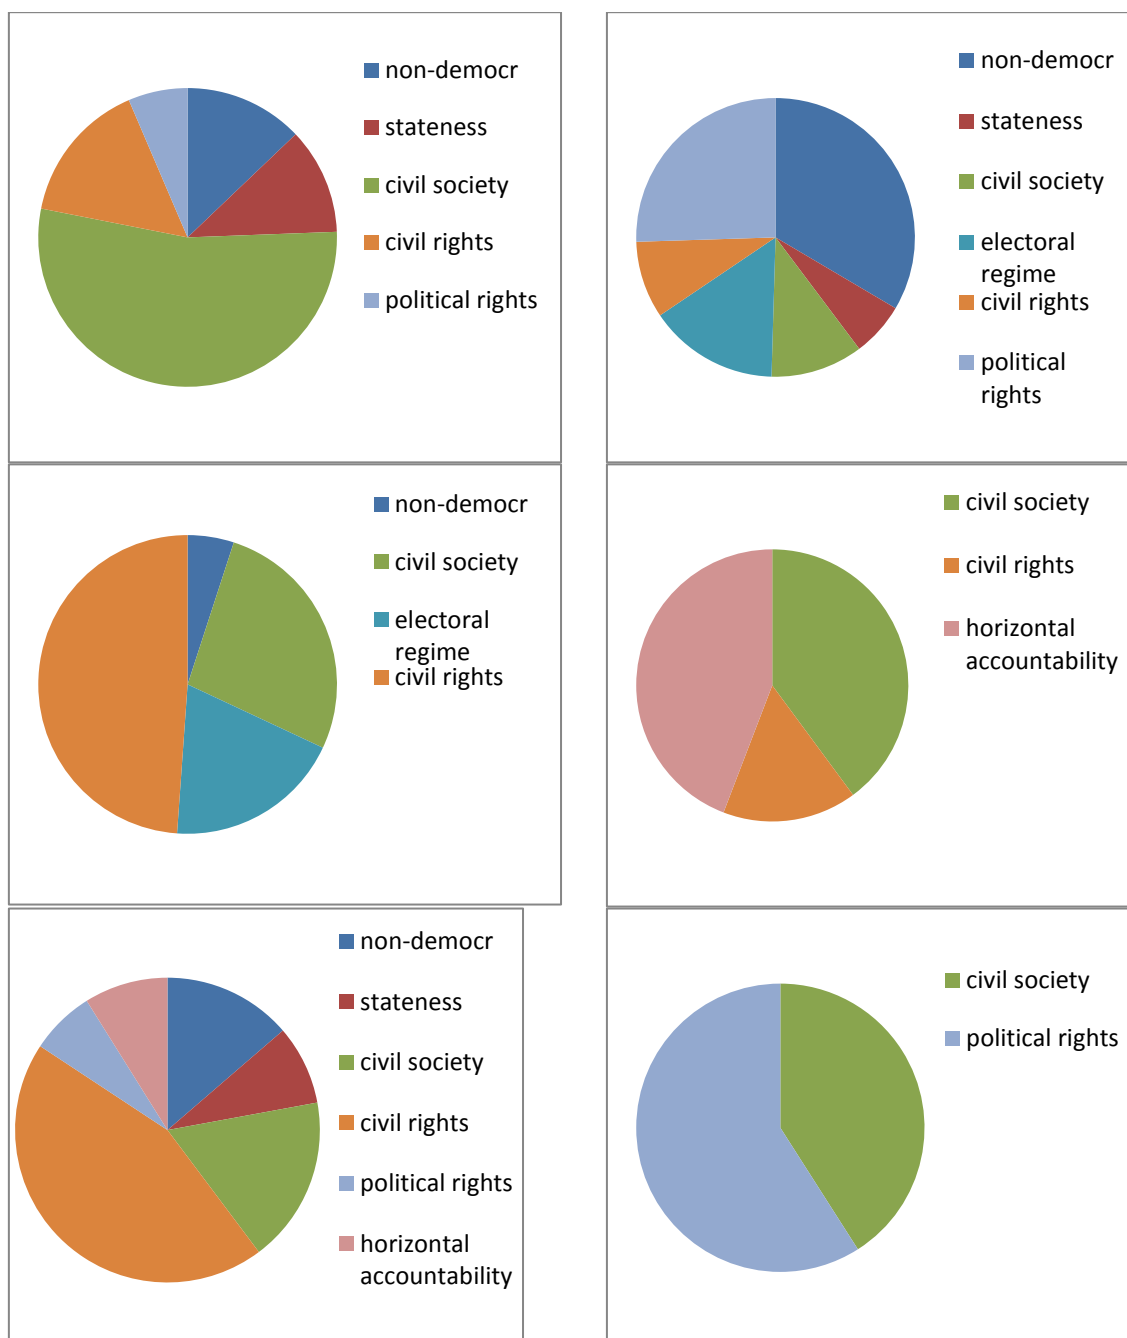 non-democr
stateness
civil society
civil rights
political rights
non-democr
stateness
civil society
electoral
regime
civil rights
political
rights
non-democr
civil society
electoral
regime
civil rights
civil society
civil rights
horizontal
accountability
non-democr
stateness
civil society
civil rights
political rights
horizontal
accountability
civil society
political rights